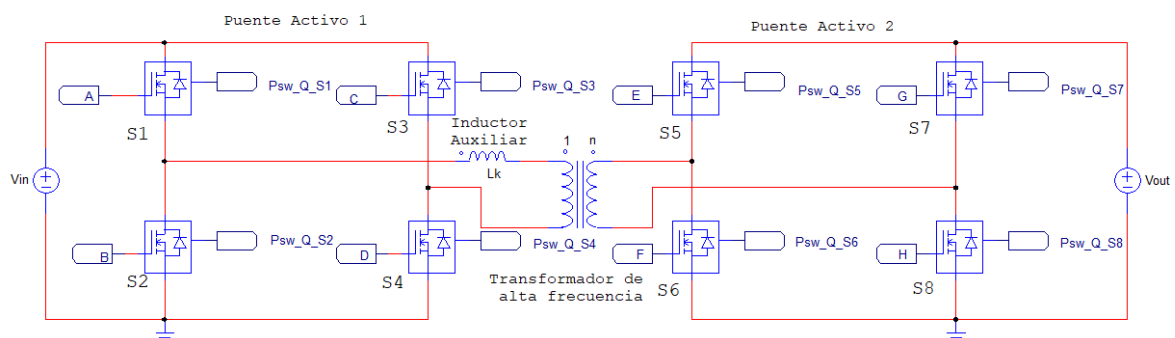 Puente Activo 1
Puente Activo 2
A
Psw_Q_S1
S1
C
Psw_Q_S3
S3
E
Psw_Q_S5
S5
G
Psw_Q_S7
S7
Inductor
Auxiliar
Lk
1
n
Vin
Vout
B
Psw_Q_S2
S2
D
Psw_Q_S4
S4
F
Psw_Q_S6
S6
H
Psw_Q_S8
S8
Transformador de
alta frecuencia